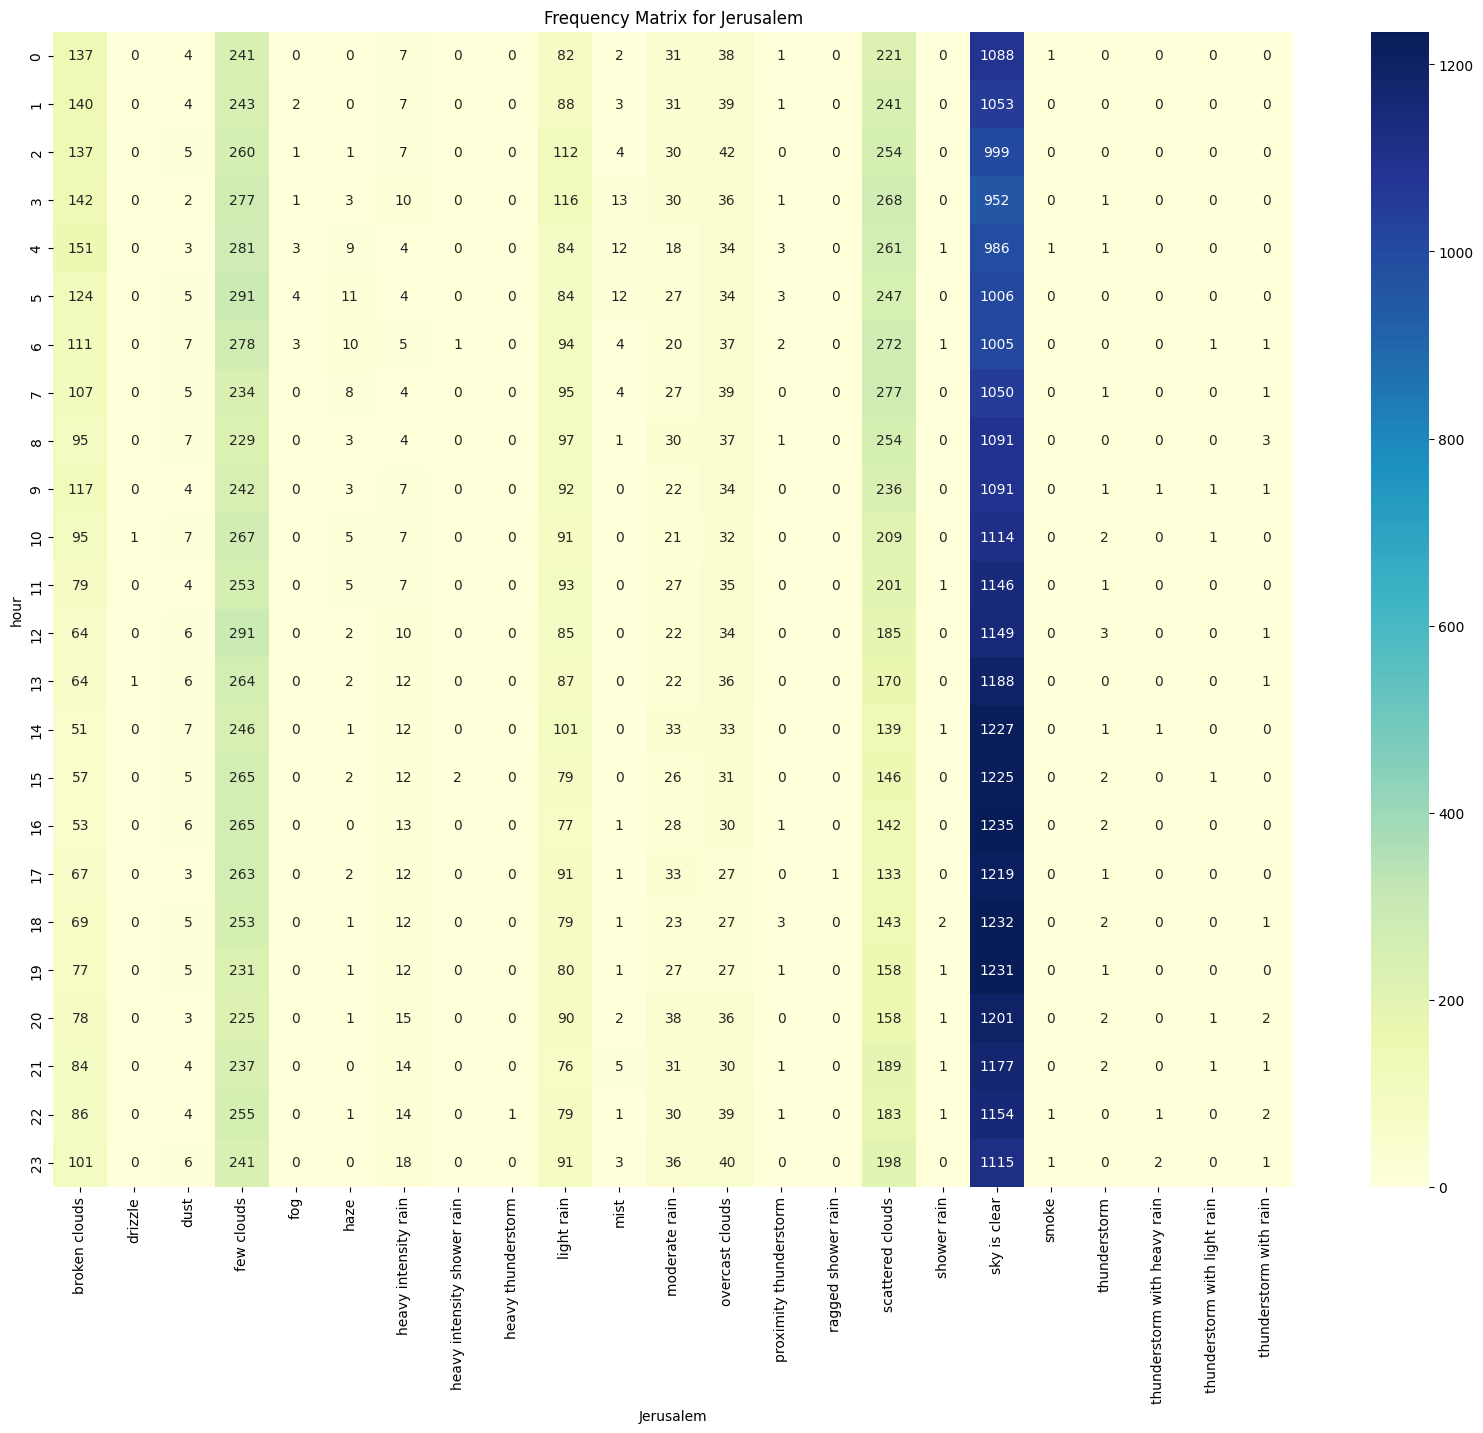 Frequency Matrix for Jerusalem
0 137 0 4 241 0 0 7 0 0 82 2 31 38 1 0 221 0 1088 1 0 0 0 0
1 140 0 4 243 2 0 7 0 0 88 3 31 39 1 0 241 0 1053 0 0 0 0 0
2 137 0 5 260 1 1 7 0 0 112 4 30 42 0 0 254 0 999 0 0 0 0 0
3 142 0 2 277 1 3 10 0 0 116 13 30 36 1 0 268 0 952 0 1 0 0 0
4 151 0 3 281 3 9 4 0 0 84 12 18 34 3 0 261 1 986 1 1 0 0 0
5 124 0 5 291 4 11 4 0 0 84 12 27 34 3 0 247 0 1006 0 0 0 0 0
6 111 0 7 278 3 10 5 1 0 94 4 20 37 2 0 272 1 1005 0 0 0 1 1
7 107 0 5 234 0 8 4 0 0 95 4 27 39 0 0 277 0 1050 0 1 0 0 1
8 95 0 7 229 0 3 4 0 0 97 1 30 37 1 0 254 0 1091 0 0 0 0 3
9 117 0 4 242 0 3 7 0 0 92 0 22 34 0 0 236 0 1091 0 1 1 1 1
10 95 1 7 267 0 5 7 0 0 91 0 21 32 0 0 209 0 1114 0 2 0 1 0
11 79 0 4 253 0 5 7 0 0 93 0 27 35 0 0 201 1 1146 0 1 0 0 0
12 64 0 6 291 0 2 10 0 0 85 0 22 34 0 0 185 0 1149 0 3 0 0 1
13 64 1 6 264 0 2 12 0 0 87 0 22 36 0 0 170 0 1188 0 0 0 0 1
14 51 0 7 246 0 1 12 0 0 101 0 33 33 0 0 139 1 1227 0 1 1 0 0
15 57 0 5 265 0 2 12 2 0 79 0 26 31 0 0 146 0 1225 0 2 0 1 0
16 53 0 6 265 0 0 13 0 0 77 1 28 30 1 0 142 0 1235 0 2 0 0 0
17 67 0 3 263 0 2 12 0 0 91 1 33 27 0 1 133 0 1219 0 1 0 0 0
18 69 0 5 253 0 1 12 0 0 79 1 23 27 3 0 143 2 1232 0 2 0 0 1
19 77 0 5 231 0 1 12 0 0 80 1 27 27 1 0 158 1 1231 0 1 0 0 0
20 78 0 3 225 0 1 15 0 0 90 2 38 36 0 0 158 1 1201 0 2 0 1 2
21 84 0 4 237 0 0 14 0 0 76 5 31 30 1 0 189 1 1177 0 2 0 1 1
22 86 0 4 255 0 1 14 0 1 79 1 30 39 1 0 183 1 1154 1 0 1 0 2
23 101 0 6 241 0 0 18 0 0 91 3 36 40 0 0 198 0 1115 1 0 2 0 1
hour
broken clouds
drizzle
dust
few clouds
fog
haze
heavy intensity rain
heavy intensity shower rain
heavy thunderstorm
light rain
mist
moderate rain
overcast clouds
proximity thunderstorm
ragged shower rain
scattered clouds
shower rain
sky is clear
smoke
thunderstorm
thunderstorm with heavy rain
thunderstorm with light rain
thunderstorm with rain
Jerusalem
1200
1000
800
600
400
200
0